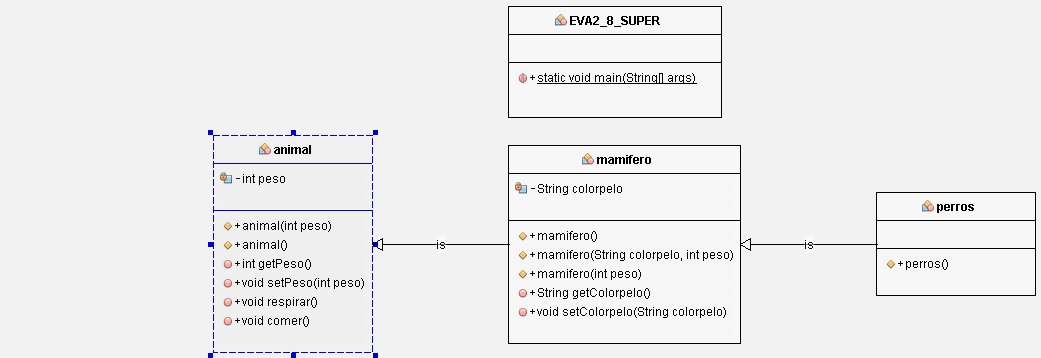 EVA2_8_SUPER
+static void main(String[] args)
animal
-int peso
+animal(int peso)
+animal()
+int getPeso()
+void setPeso(int peso)
+void respirar()
+void comer()
is
mamifero
-String colorpelo
+mamifero()
+mamifero(String colorpelo, int peso)
+mamifero(int peso)
+String getColorpelo()
+void setColorpelo(String colorpelo)
is
perros
+perros()